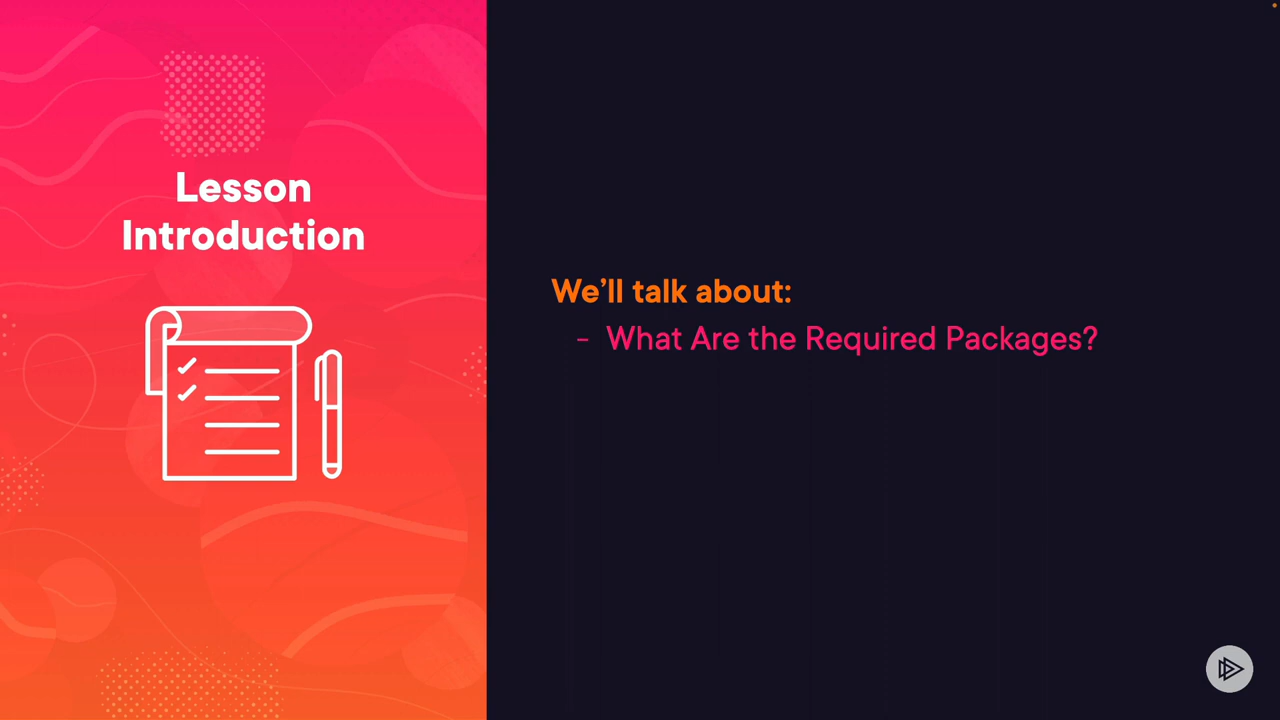 Lesson
Introduction
We'll talk about:
- What Are the Required Packages?